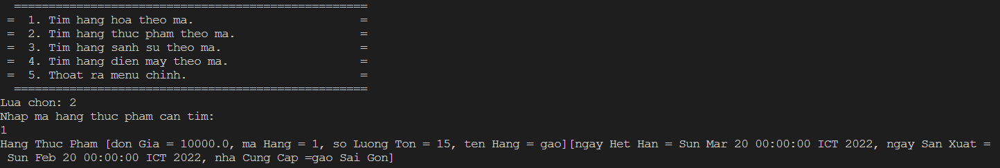 ===================================================
=  1. Tim hang hoa theo ma.                        =
=  2. Tim hang thuc pham theo ma.                  =
=  3. Tim hang sanh su theo ma.                    =
=  4. Tim hang dien may theo ma.                   =
=  5. Thoat ra menu chinh.                         =
===================================================
Lua chon: 2
Nhap ma hang thuc pham can tim:
1
Hang Thuc Pham [don Gia = 10000.0, ma Hang = 1, so Luong Ton = 15, ten Hang = gao][ngay Het Han = Sun Mar 20 00:00:00 ICT 2022, ngay San Xuat =
Sun Feb 20 00:00:00 ICT 2022, nha Cung Cap =gao Sai Gon]